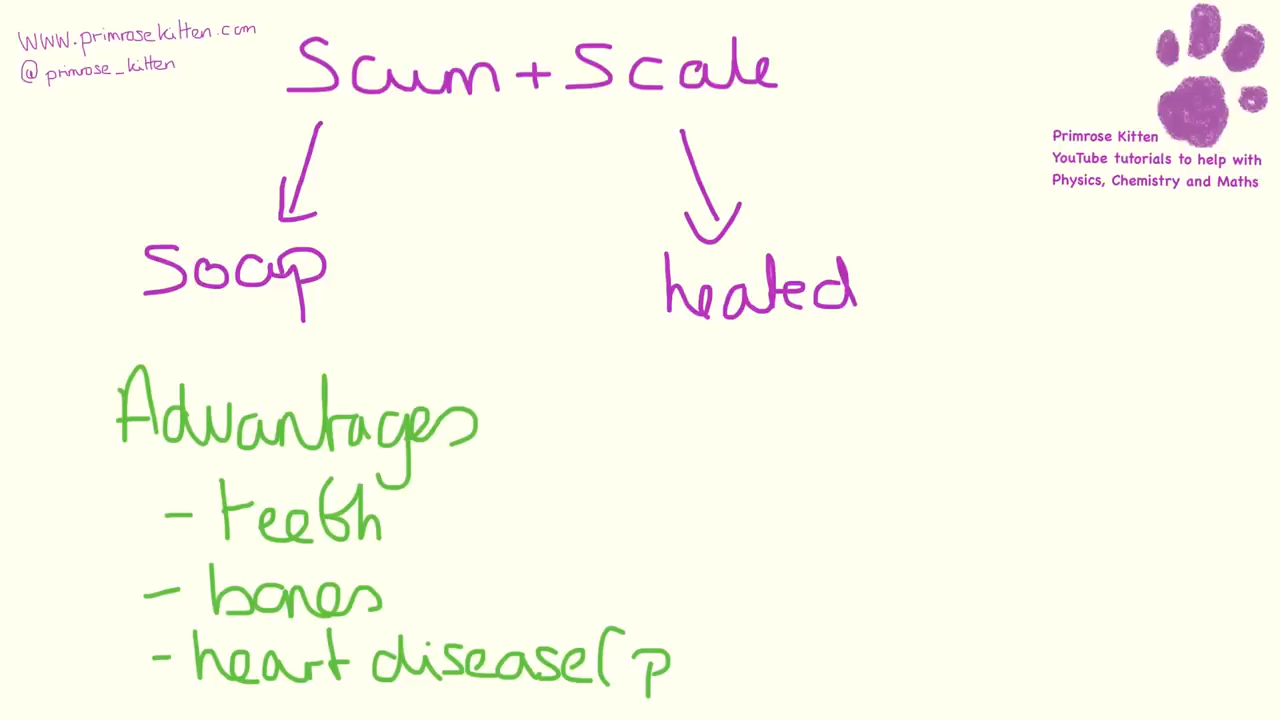 www.primrosekitten.com
@primrose_kitten
Scum + Scale
Primrose Kitten
YouTube tutorials to help with
Physics, Chemistry and Maths
Soap
heated
Advantages
- teeth
- bones
- heart disease ( p